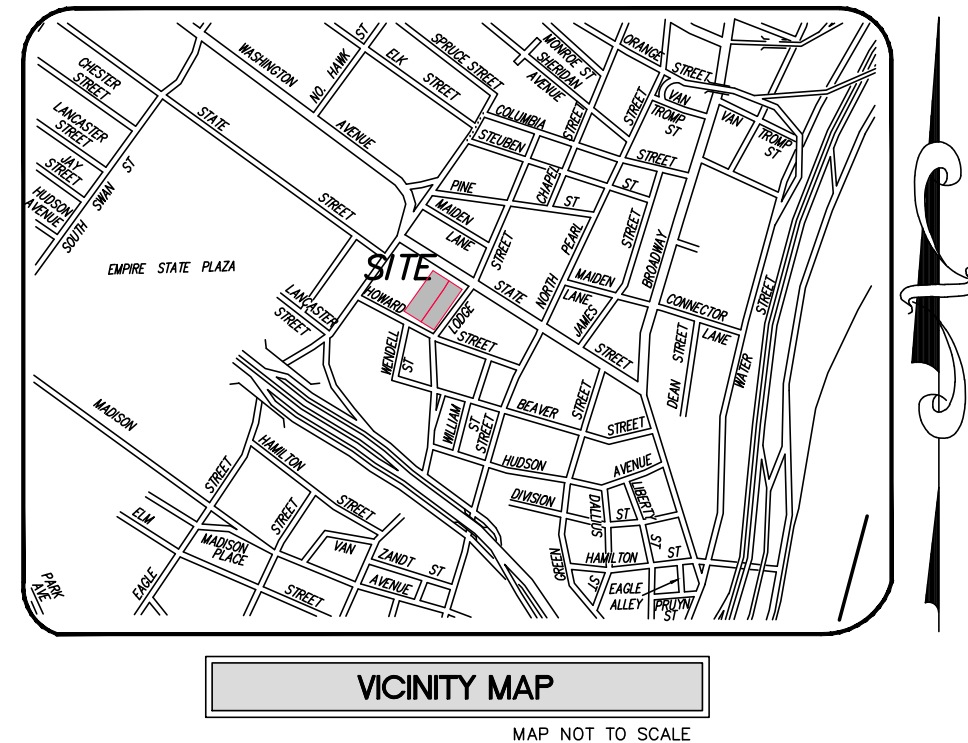 CHESTER
STREET
LANCASTER
STREET
JAY
STREET
HUDSON
AVENUE
SOUTH SWAN ST
WASHINGTON
AVENUE
NO. HAWK ST
ELK
STREET
SPRUCE STREET
MONROE ST
SHERIDAN
AVENUE
ORANGE
STREET
VAN
TROMP
ST
VAN
TROMP
ST
STATE
STREET
COLUMBIA
STREET
STEUBEN
ST
CHAPEL
STREET
STREET
PINE
ST
MAIDEN
LANE
STREET
NORTH PEARL
STREET
BROADWAY
EMPIRE STATE PLAZA
SITE
LANCASTER
STREET
HOWARD
STREET
LODGE
STATE
STREET
MAIDEN
LANE
JAMES
CONNECTOR
LANE
DEAN STREET
WATER
STREET
WENDELL
ST
BEAVER
STREET
STREET
WILLIAM
ST
STREET
HUDSON
AVENUE
DIVISION
ST
DALLIUS
ST
LIBERTY
ST
GREEN
HAMILTON
ST
EAGLE
ALLEY
PRUYN
ST
MADISON
HAMILTON
STREET
STREET
STREET
ELM
STREET
MADISON
PLACE
VAN
ZANDT
ST
AVENUE
EAGLE
PARK
AVE
VICINITY MAP
MAP NOT TO SCALE